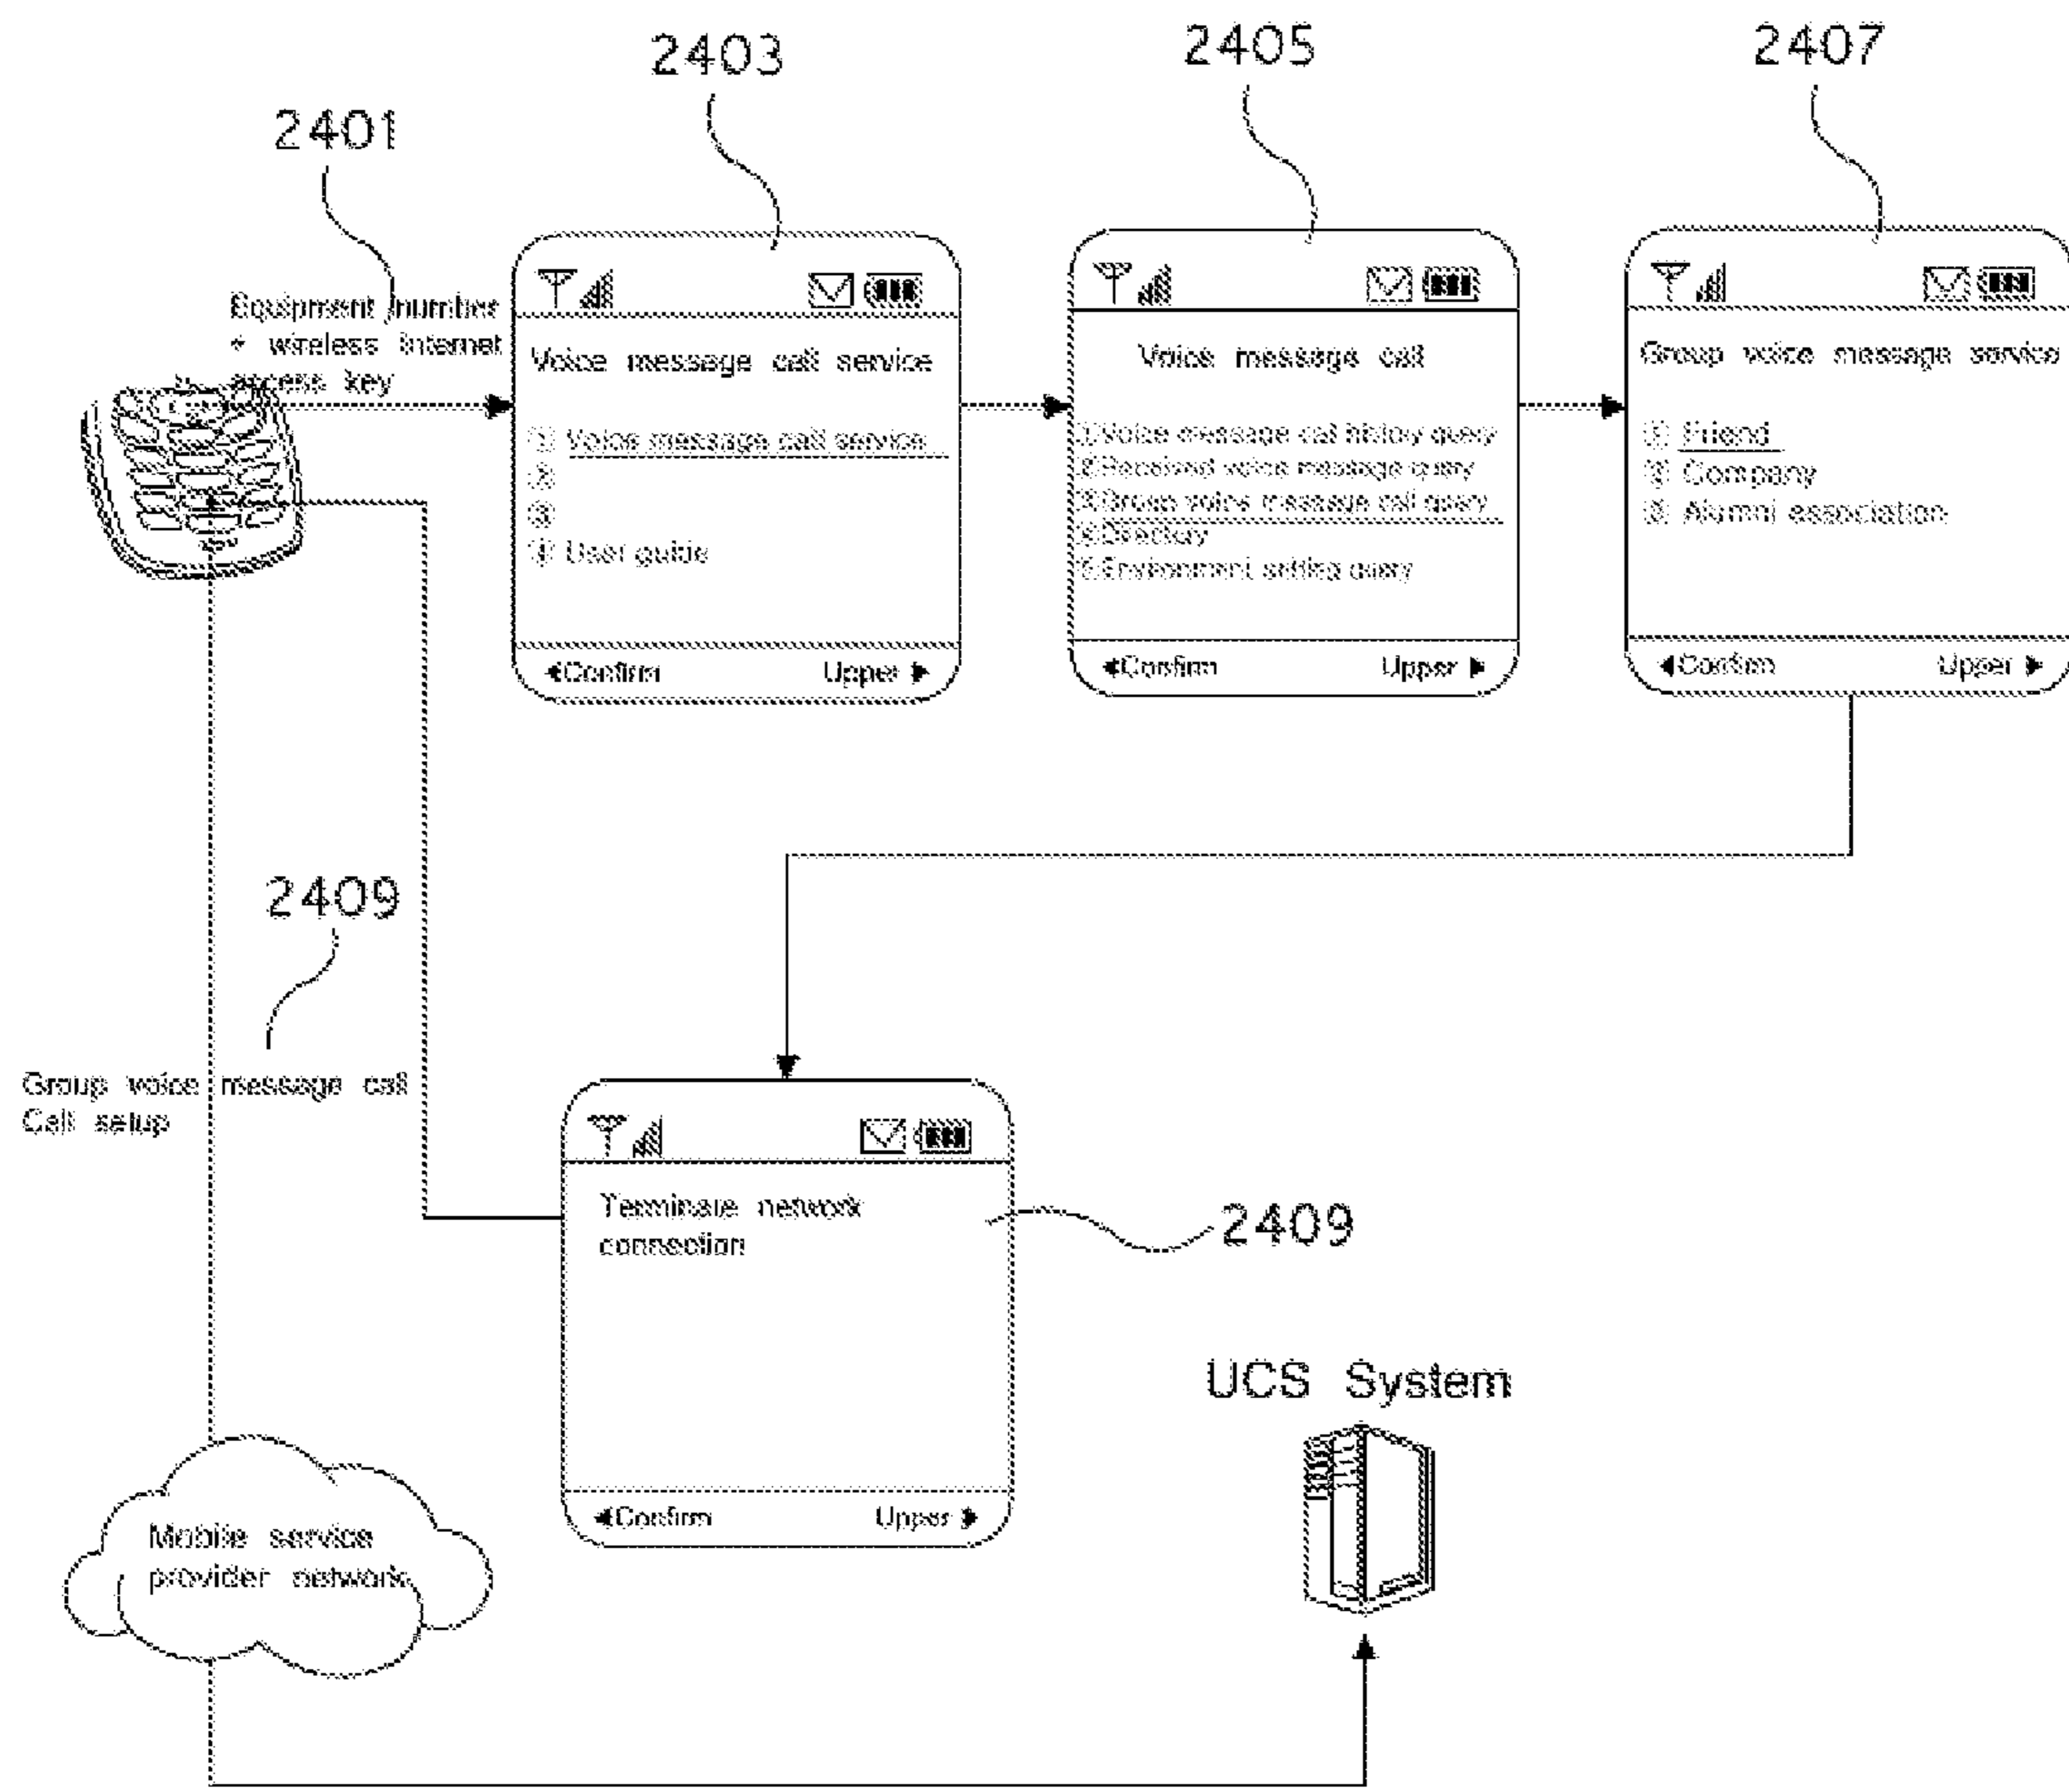 2403
2405
2407
2401
Equipment number
+ wireless Internet
access key
Voice message call service
① Voice message call service
②
③
④ User guide
◀Confirm Upper ▶
Voice message call
①Voice message call history query
②Received voice message query
③Group voice message call query
④Directory
⑤Environment setting query
◀Confirm Upper ▶
Group voice message service
① Friend
② Company
③ Alumni association
◀Confirm Upper ▶
2409
Group voice message call
Call setup
Terminate network
connection
◀Confirm Upper ▶
2409
UCS System
Mobile service
provider network